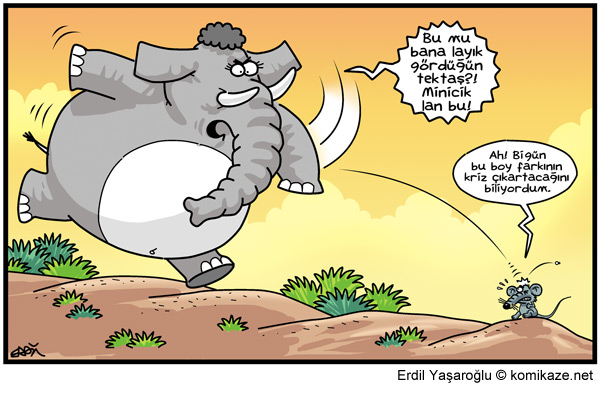 Bu mu
bana layık
gördüğün
tektaş?!
Minicik
lan bu!
Ah! Bigün
bu boy farkının
kriz çıkartacağını
biliyordum.
ERDİL
Erdil Yaşaroğlu © komikaze.net